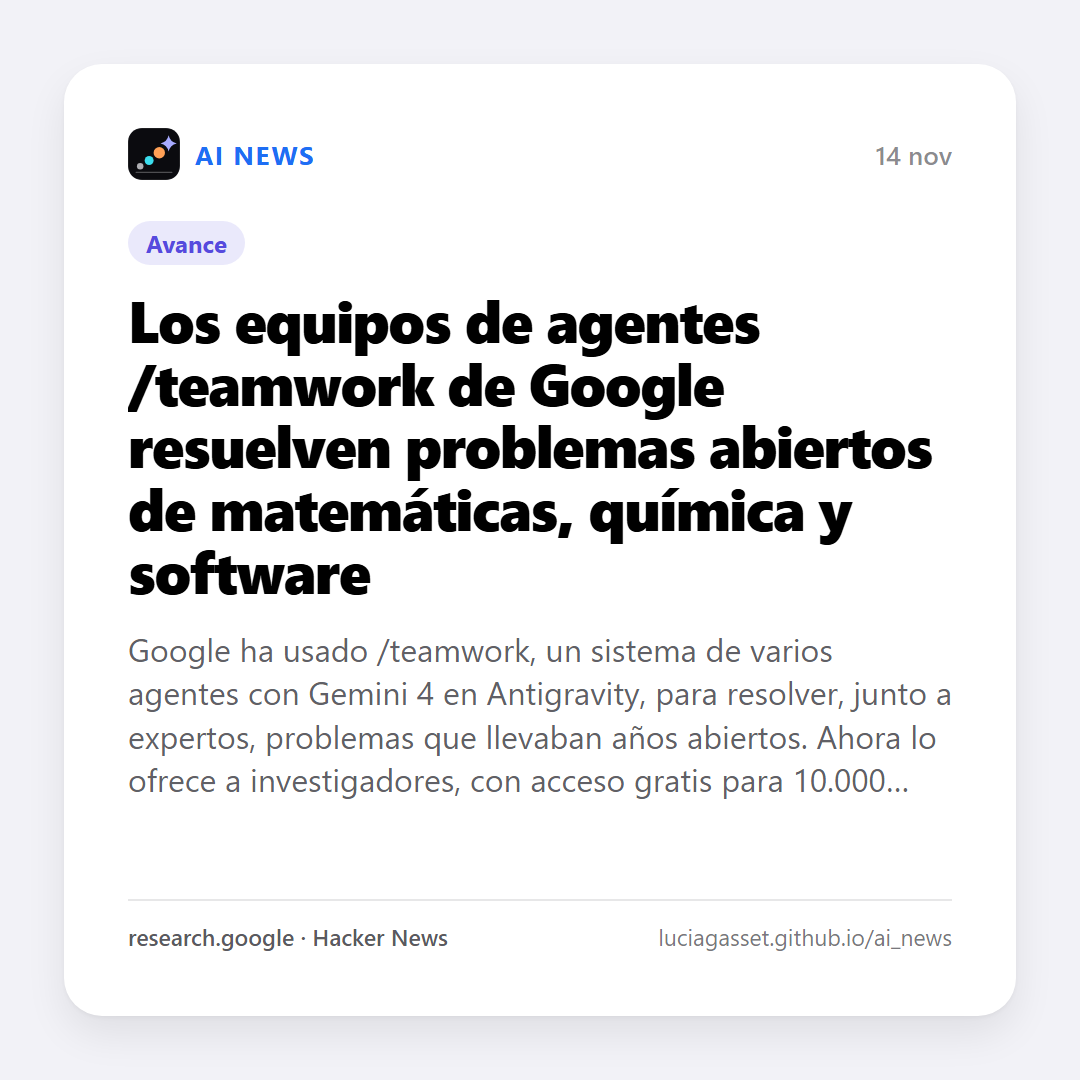 AI NEWS
14 nov
Avance
Los equipos de agentes
/teamwork de Google
resuelven problemas abiertos
de matemáticas, química y
software
Google ha usado /teamwork, un sistema de varios
agentes con Gemini 4 en Antigravity, para resolver, junto a
expertos, problemas que llevaban años abiertos. Ahora lo
ofrece a investigadores, con acceso gratis para 10.000...
research.google · Hacker News
luciagasset.github.io/ai_news